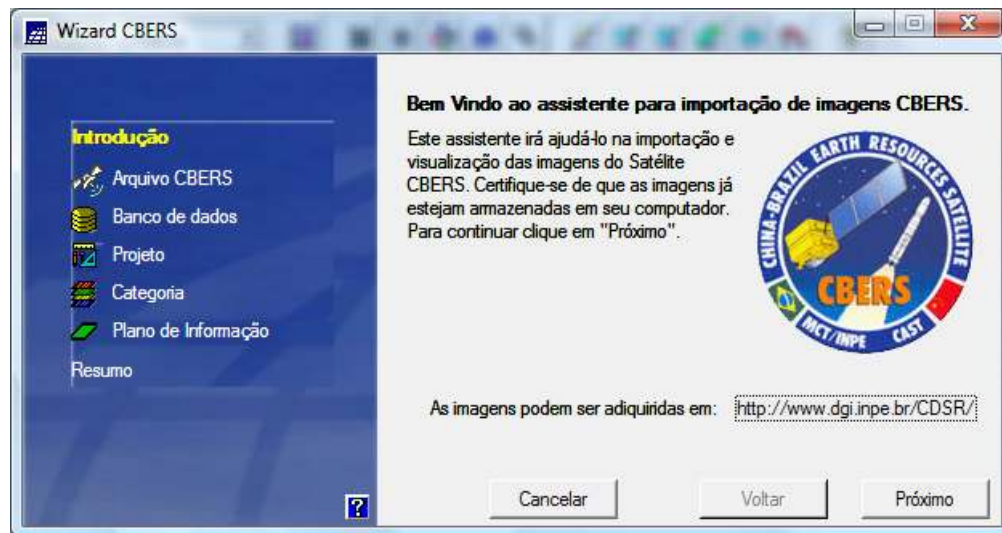 Wizard CBERS
Introdução
Arquivo CBERS
Banco de dados
Projeto
Categoria
Plano de Informação
Resumo
Bem Vindo ao assistente para importação de imagens CBERS.
Este assistente irá ajudá-lo na importação e
visualização das imagens do Satélite
CBERS. Certifique-se de que as imagens já
estejam armazenadas em seu computador.
Para continuar clique em "Próximo".
CHINA-BRAZIL EARTH RESOURCES SATELLITE
CBERS
MCT/INPE CAST
As imagens podem ser adiquiridas em: http://www.dgi.inpe.br/CDSR/
? Cancelar Voltar Próximo